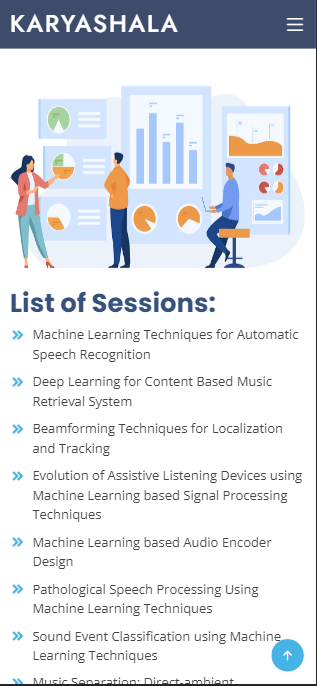 KARYASHALA
List of Sessions:
Machine Learning Techniques for Automatic
Speech Recognition
Deep Learning for Content Based Music
Retrieval System
Beamforming Techniques for Localization
and Tracking
Evolution of Assistive Listening Devices using
Machine Learning based Signal Processing
Techniques
Machine Learning based Audio Encoder
Design
Pathological Speech Processing Using
Machine Learning Techniques
Sound Event Classification using Machine
Learning Techniques
Music Separation: Direct-ambient